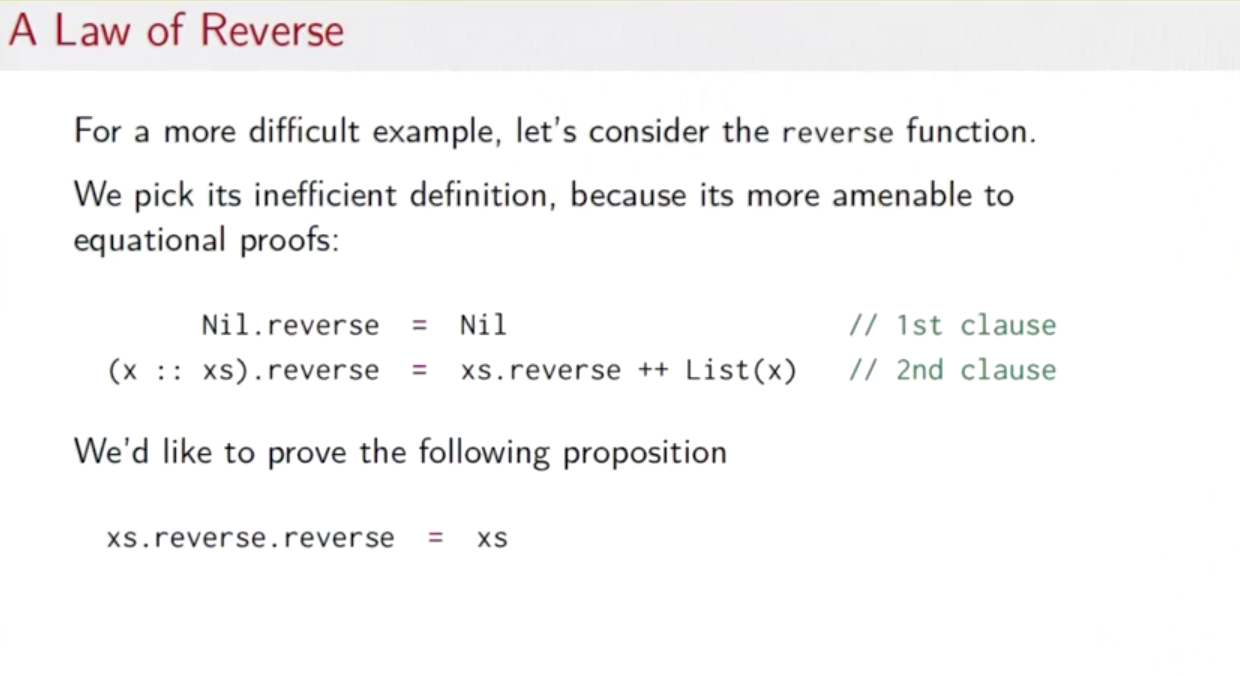 A Law of Reverse
For a more difficult example, let's consider the reverse function.
We pick its inefficient definition, because its more amenable to
equational proofs:
Nil.reverse = Nil // 1st clause
(x :: xs).reverse = xs.reverse ++ List(x) // 2nd clause
We'd like to prove the following proposition
xs.reverse.reverse = xs